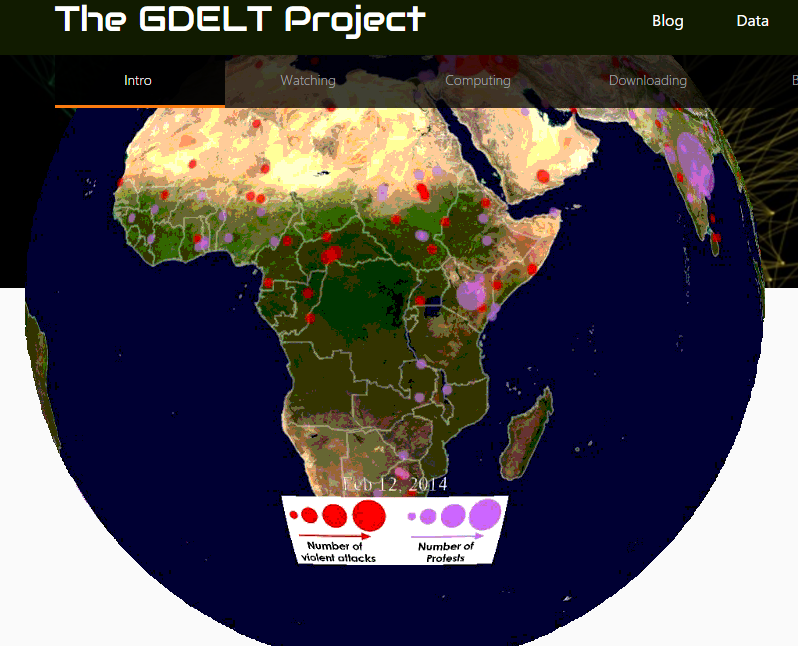 The GDELT Project
Blog Data
Intro Watching Computing Downloading B
Feb 12, 2014
Number of violent attacks
Number of Protests